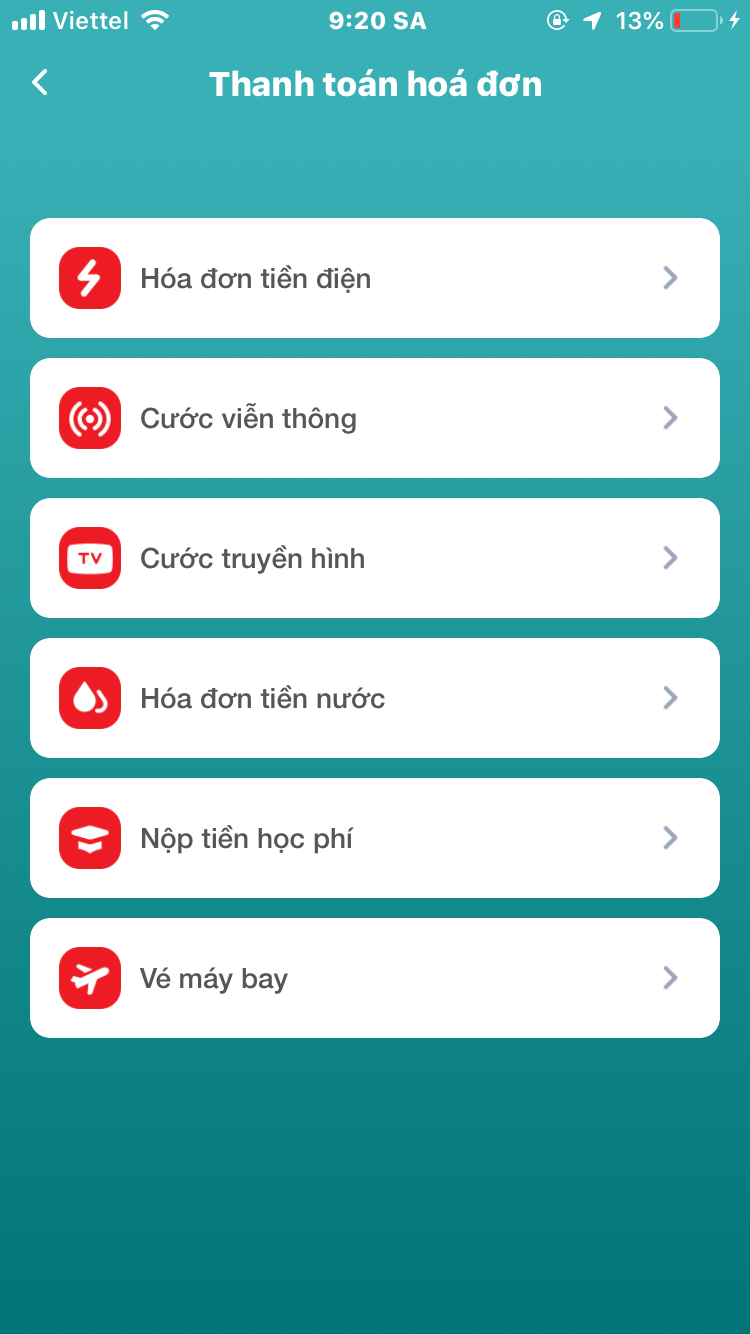 Viettel 9:20 SA 13%
Thanh toán hoá đơn
Hóa đơn tiền điện
Cước viễn thông
TV Cước truyền hình
Hóa đơn tiền nước
Nộp tiền học phí
Vé máy bay